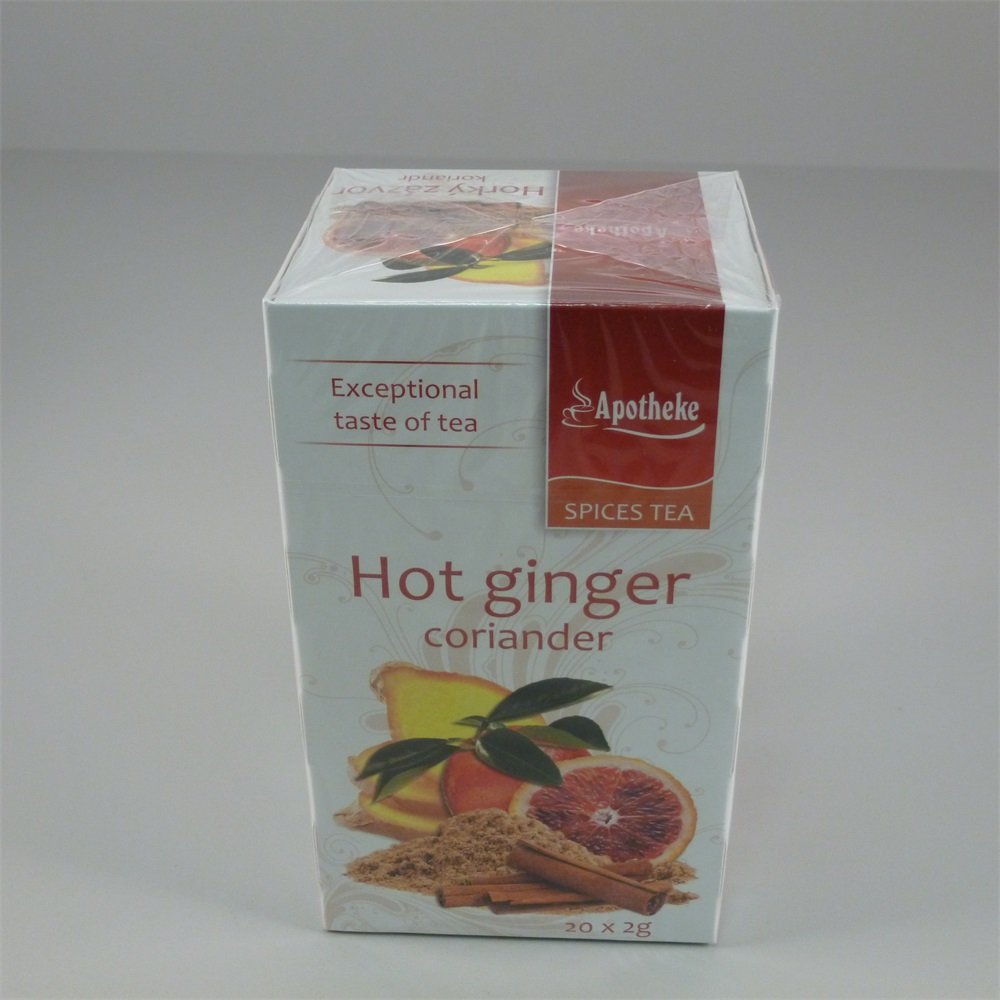 Horký zázvor
koriandr
Apotheke
Exceptional
taste of tea
Apotheke
SPICES TEA
Hot ginger
coriander
20 x 2g